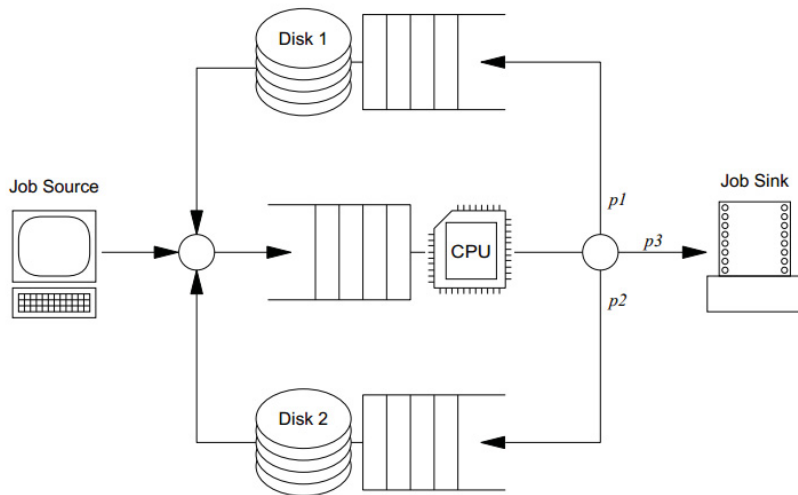 Disk 1
Job Source
Job Sink
p1
CPU
p3
p2
Disk 2